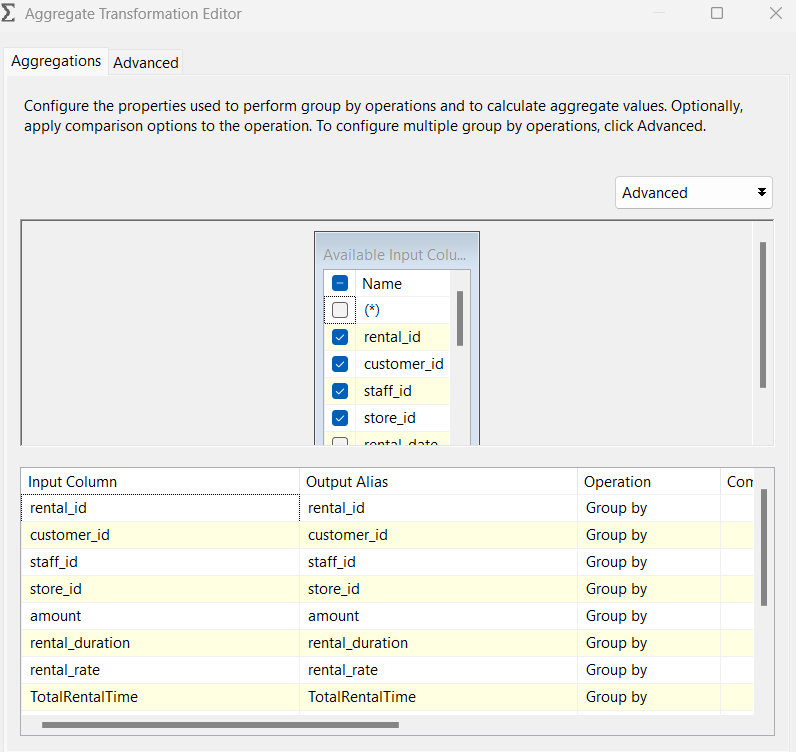 Aggregate Transformation Editor
Aggregations Advanced
Configure the properties used to perform group by operations and to calculate aggregate values. Optionally,
apply comparison options to the operation. To configure multiple group by operations, click Advanced.
Advanced
Available Input Colu...
Name
(*)
rental_id
customer_id
staff_id
store_id
rental_date
Input Column Output Alias Operation Com
rental_id rental_id Group by
customer_id customer_id Group by
staff_id staff_id Group by
store_id store_id Group by
amount amount Group by
rental_duration rental_duration Group by
rental_rate rental_rate Group by
TotalRentalTime TotalRentalTime Group by